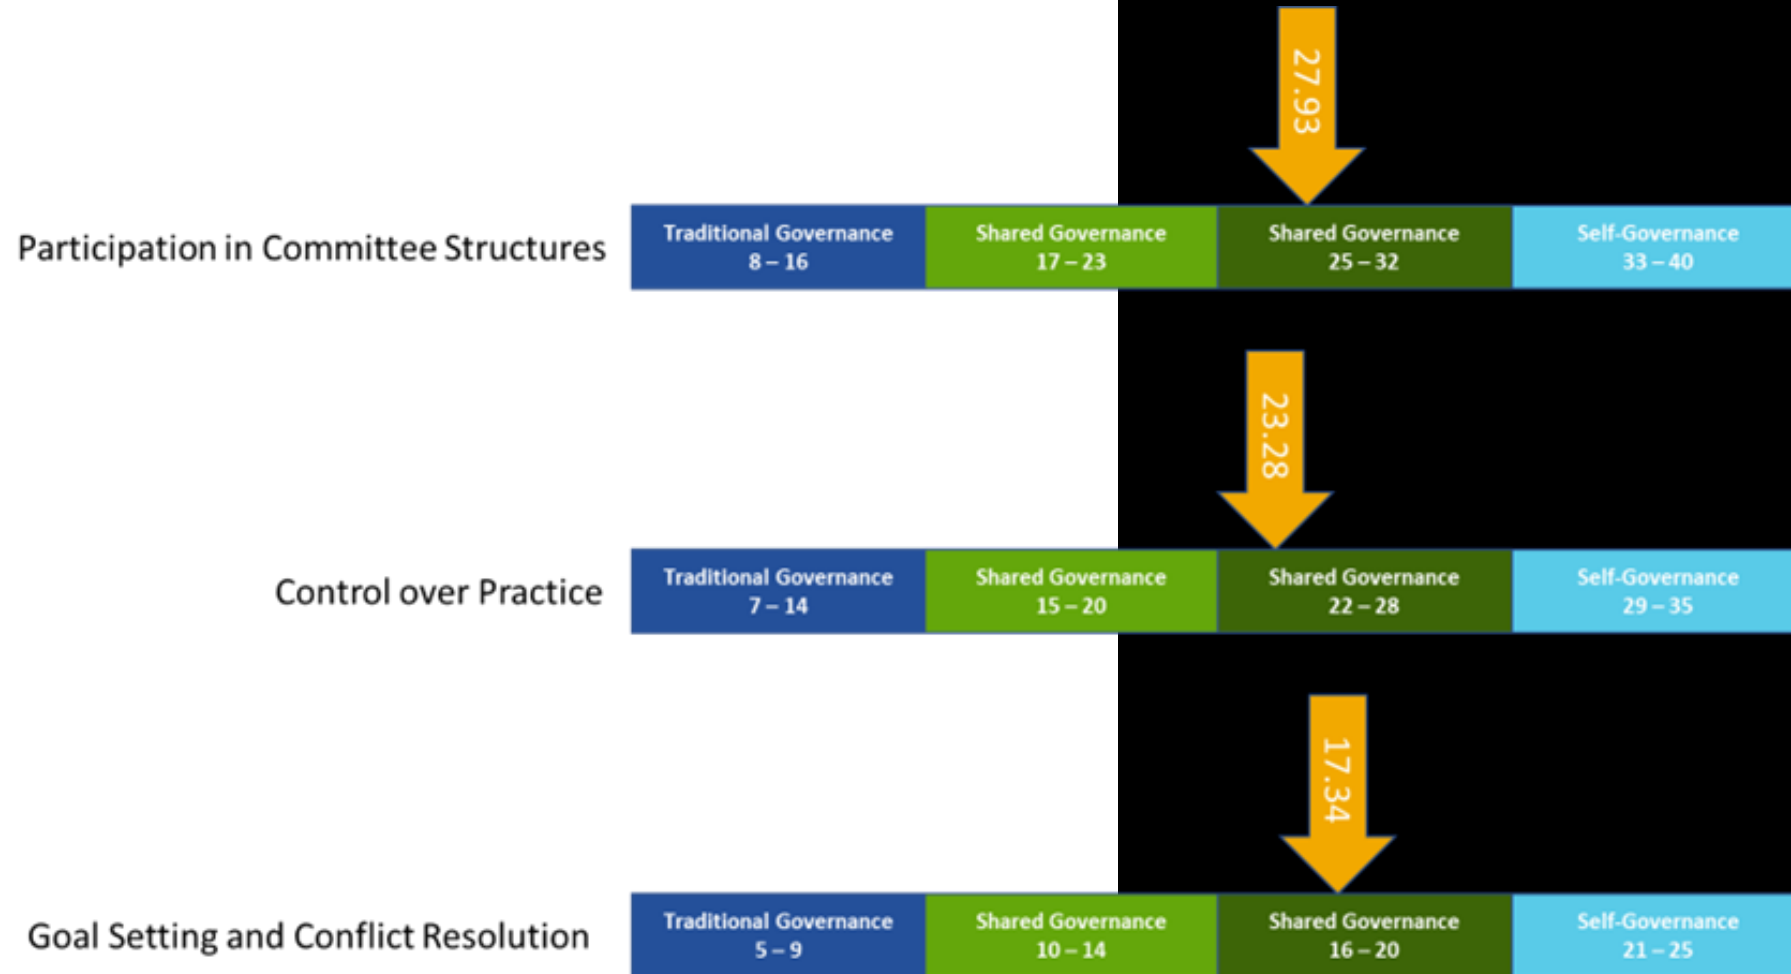 27.93
Participation in Committee Structures
Traditional Governance
8 – 16
Shared Governance
17 – 23
Shared Governance
25 – 32
Self-Governance
33 – 40
23.28
Control over Practice
Traditional Governance
7 – 14
Shared Governance
15 – 20
Shared Governance
22 – 28
Self-Governance
29 – 35
17.34
Goal Setting and Conflict Resolution
Traditional Governance
5 – 9
Shared Governance
10 – 14
Shared Governance
16 – 20
Self-Governance
21 – 25